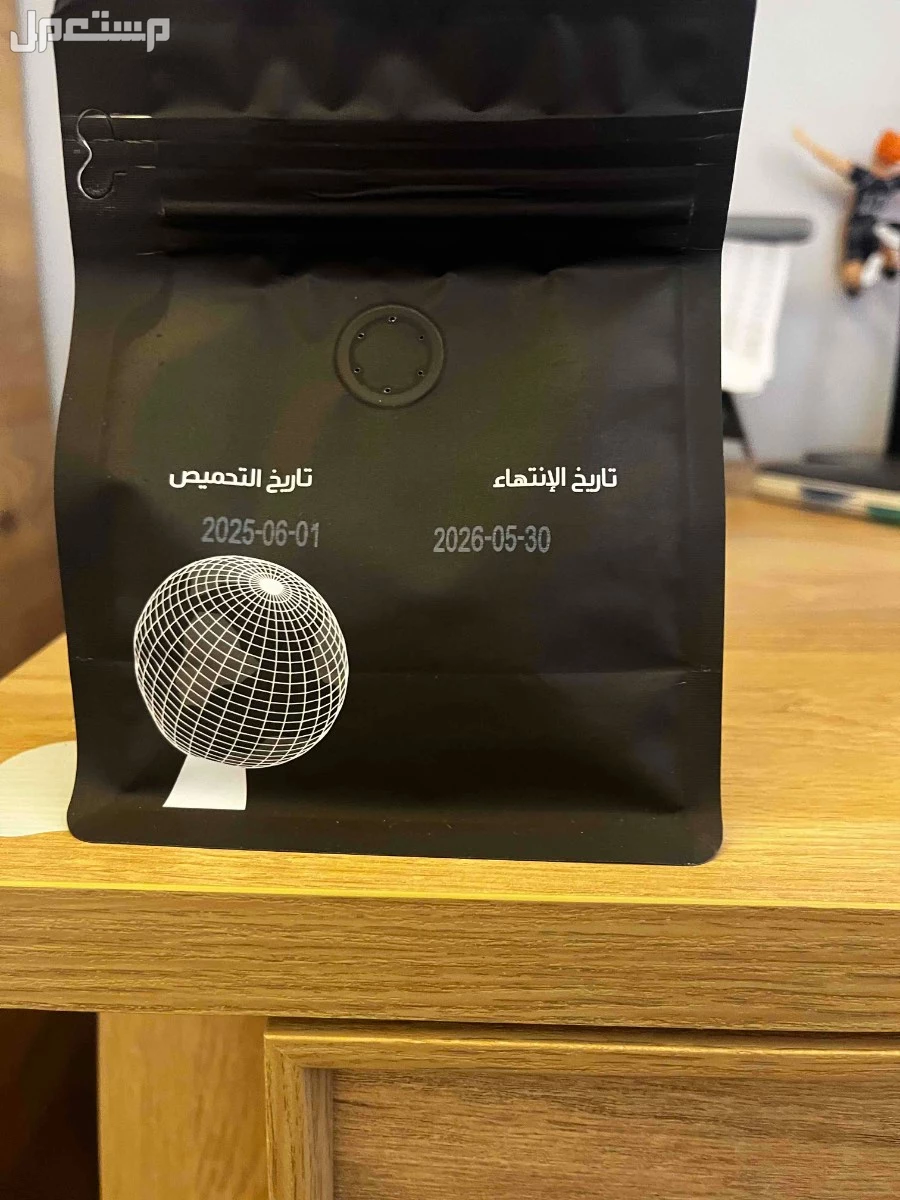 مستعمل
تاريخ الإنتهاء
2026-05-30
تاريخ التحميص
2025-06-01